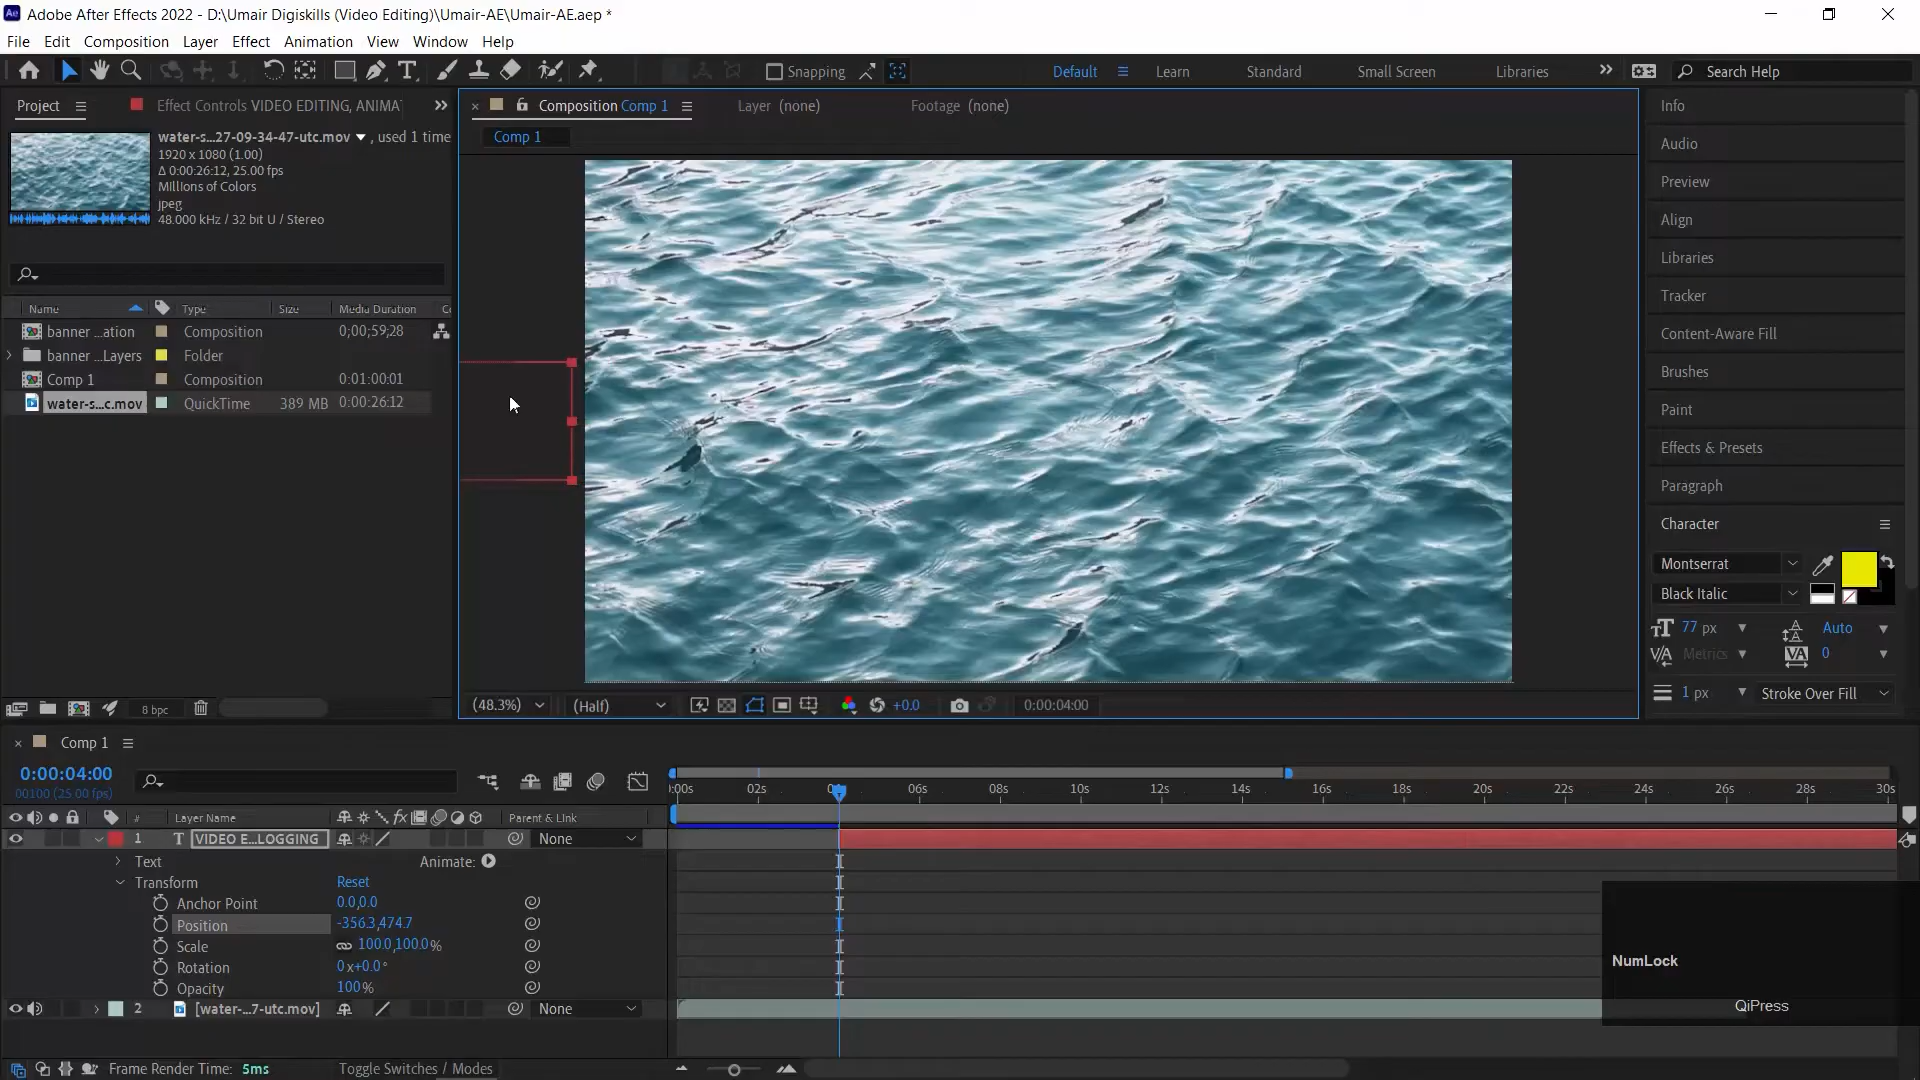 Adobe After Effects 2022 - D:\Umair Digiskills (Video Editing)\Umair-AE\Umair-AE.aep *
File Edit Composition Layer Effect Animation View Window Help
Snapping Default Learn Standard Small Screen Libraries Search Help
Project Effect Controls VIDEO EDITING, ANIMA
Composition Comp 1 Layer (none) Footage (none)
Comp 1
water-s...27-09-34-47-utc.mov , used 1 time
1920 x 1080 (1.00)
Δ 0:00:26:12, 25.00 fps
Millions of Colors
jpeg
48.000 kHz / 32 bit U / Stereo
Name Type Size Media Duration
banner ...ation Composition 0;00;59;28
banner ...Layers Folder
Comp 1 Composition 0:01:00:01
water-s...c.mov QuickTime 389 MB 0:00:26:12
8 bpc
(48.3%) (Half) +0.0 0:00:04:00
Info
Audio
Preview
Align
Libraries
Tracker
Content-Aware Fill
Brushes
Paint
Effects & Presets
Paragraph
Character
Montserrat
Black Italic
77 px Auto
Metrics 0
1 px Stroke Over Fill
Comp 1
0:00:04:00
00100 (25.00 fps)
:00s 02s 06s 08s 10s 12s 14s 16s 18s 20s 22s 24s 26s 28s 30s
Layer Name Parent & Link
1 T VIDEO E...LOGGING None
Text Animate:
Transform Reset
Anchor Point 0.0,0.0
Position -356.3,474.7
Scale 100.0,100.0%
Rotation 0x+0.0°
Opacity 100%
2 [water-...7-utc.mov] None
NumLock
QiPress
Frame Render Time: 5ms Toggle Switches / Modes